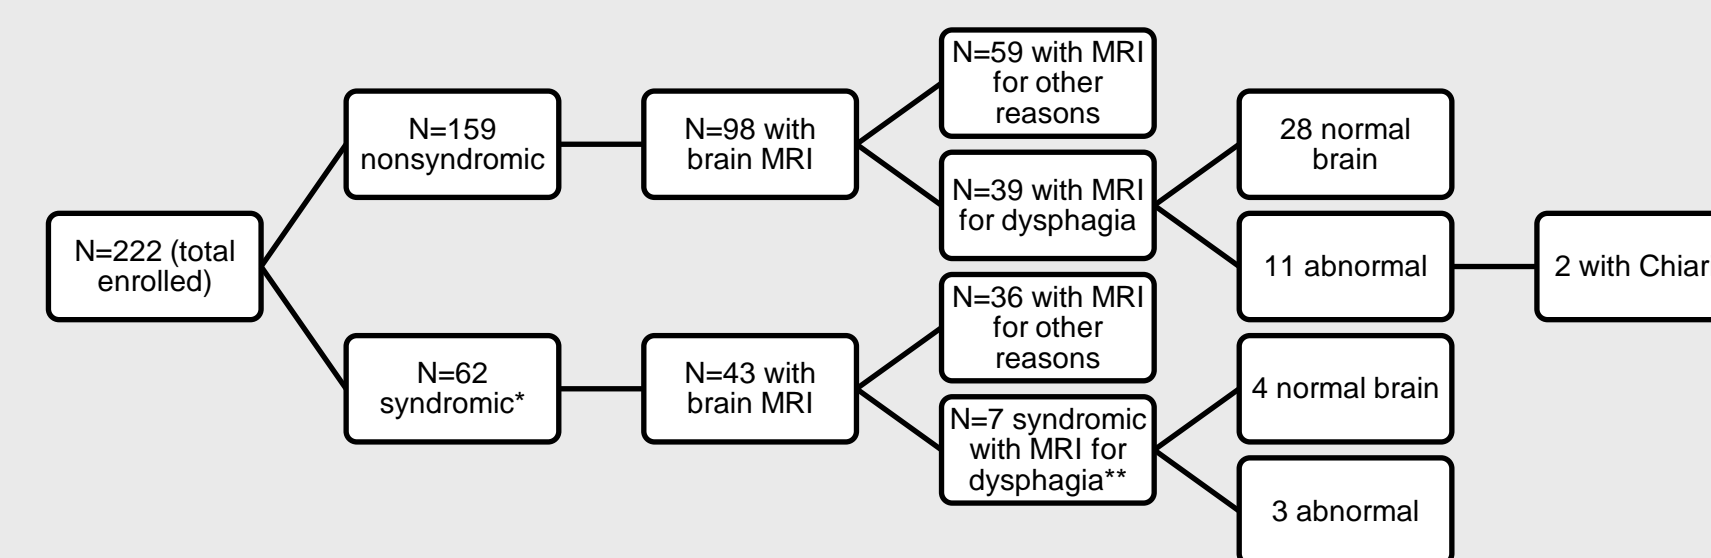 N=222 (total
enrolled)
N=159
nonsyndromic
N=98 with
brain MRI
N=59 with MRI
for other
reasons
N=39 with MRI
for dysphagia
28 normal
brain
11 abnormal
2 with Chiar
N=62
syndromic*
N=43 with
brain MRI
N=36 with MRI
for other
reasons
N=7 syndromic
with MRI for
dysphagia**
4 normal brain
3 abnormal